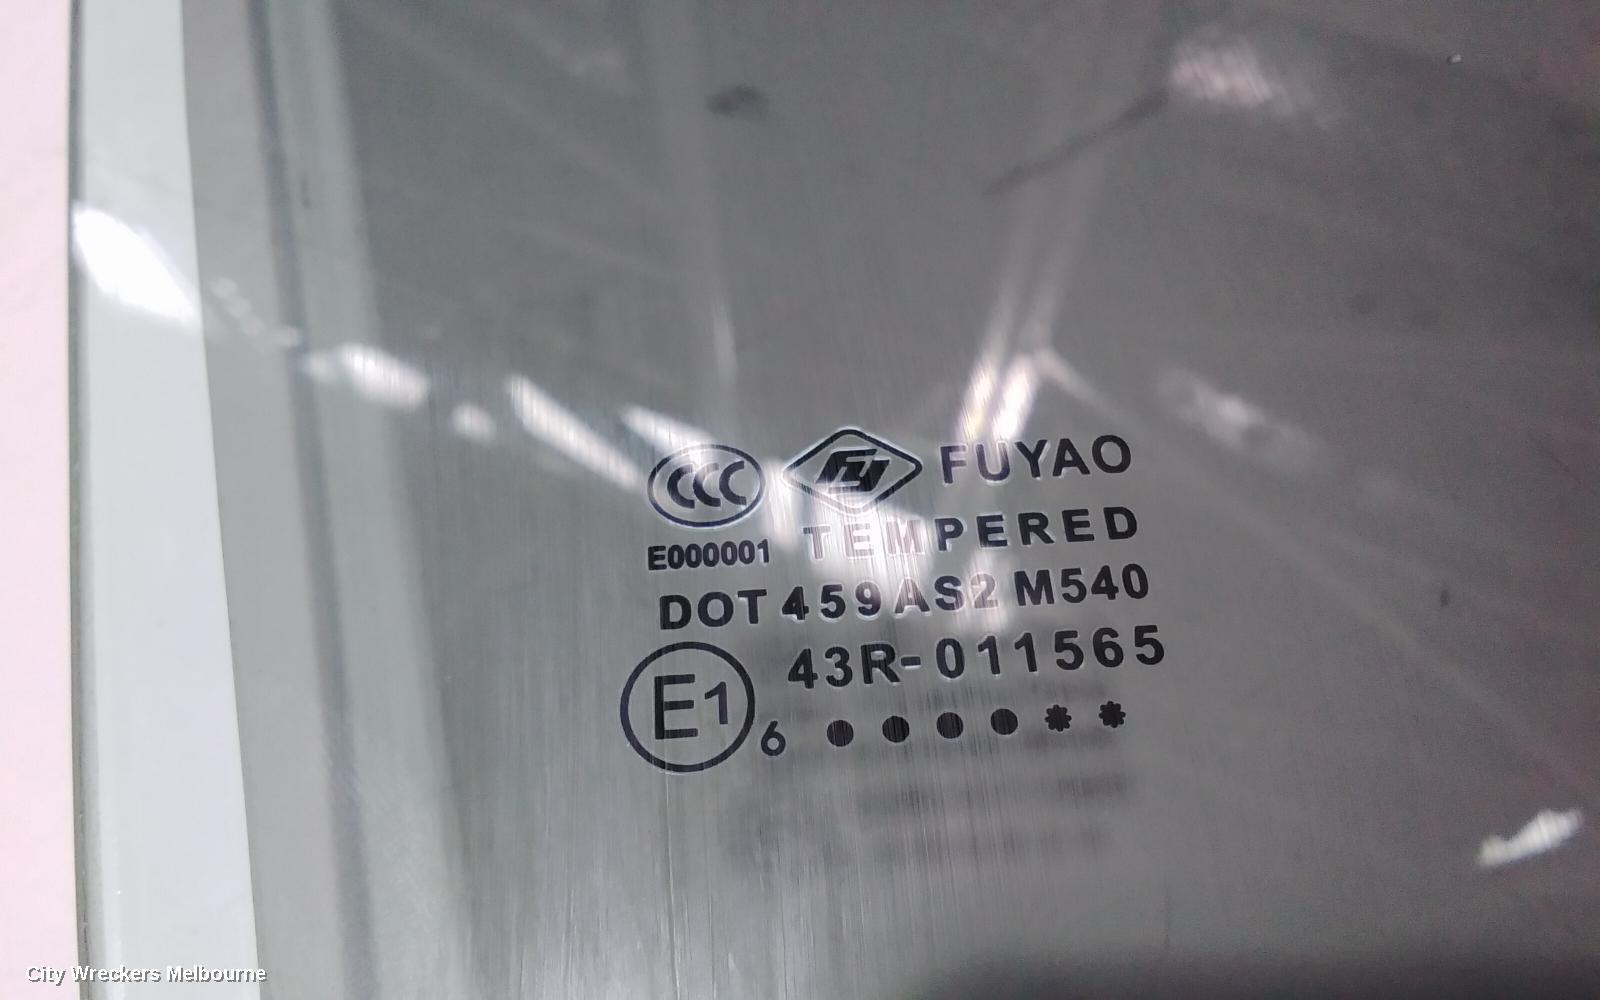 CCC FY FUYAO
E000001 TEMPERED
DOT 459 AS2 M540
E1 43R-011565
6 ● ● ● ● * *
City Wreckers Melbourne